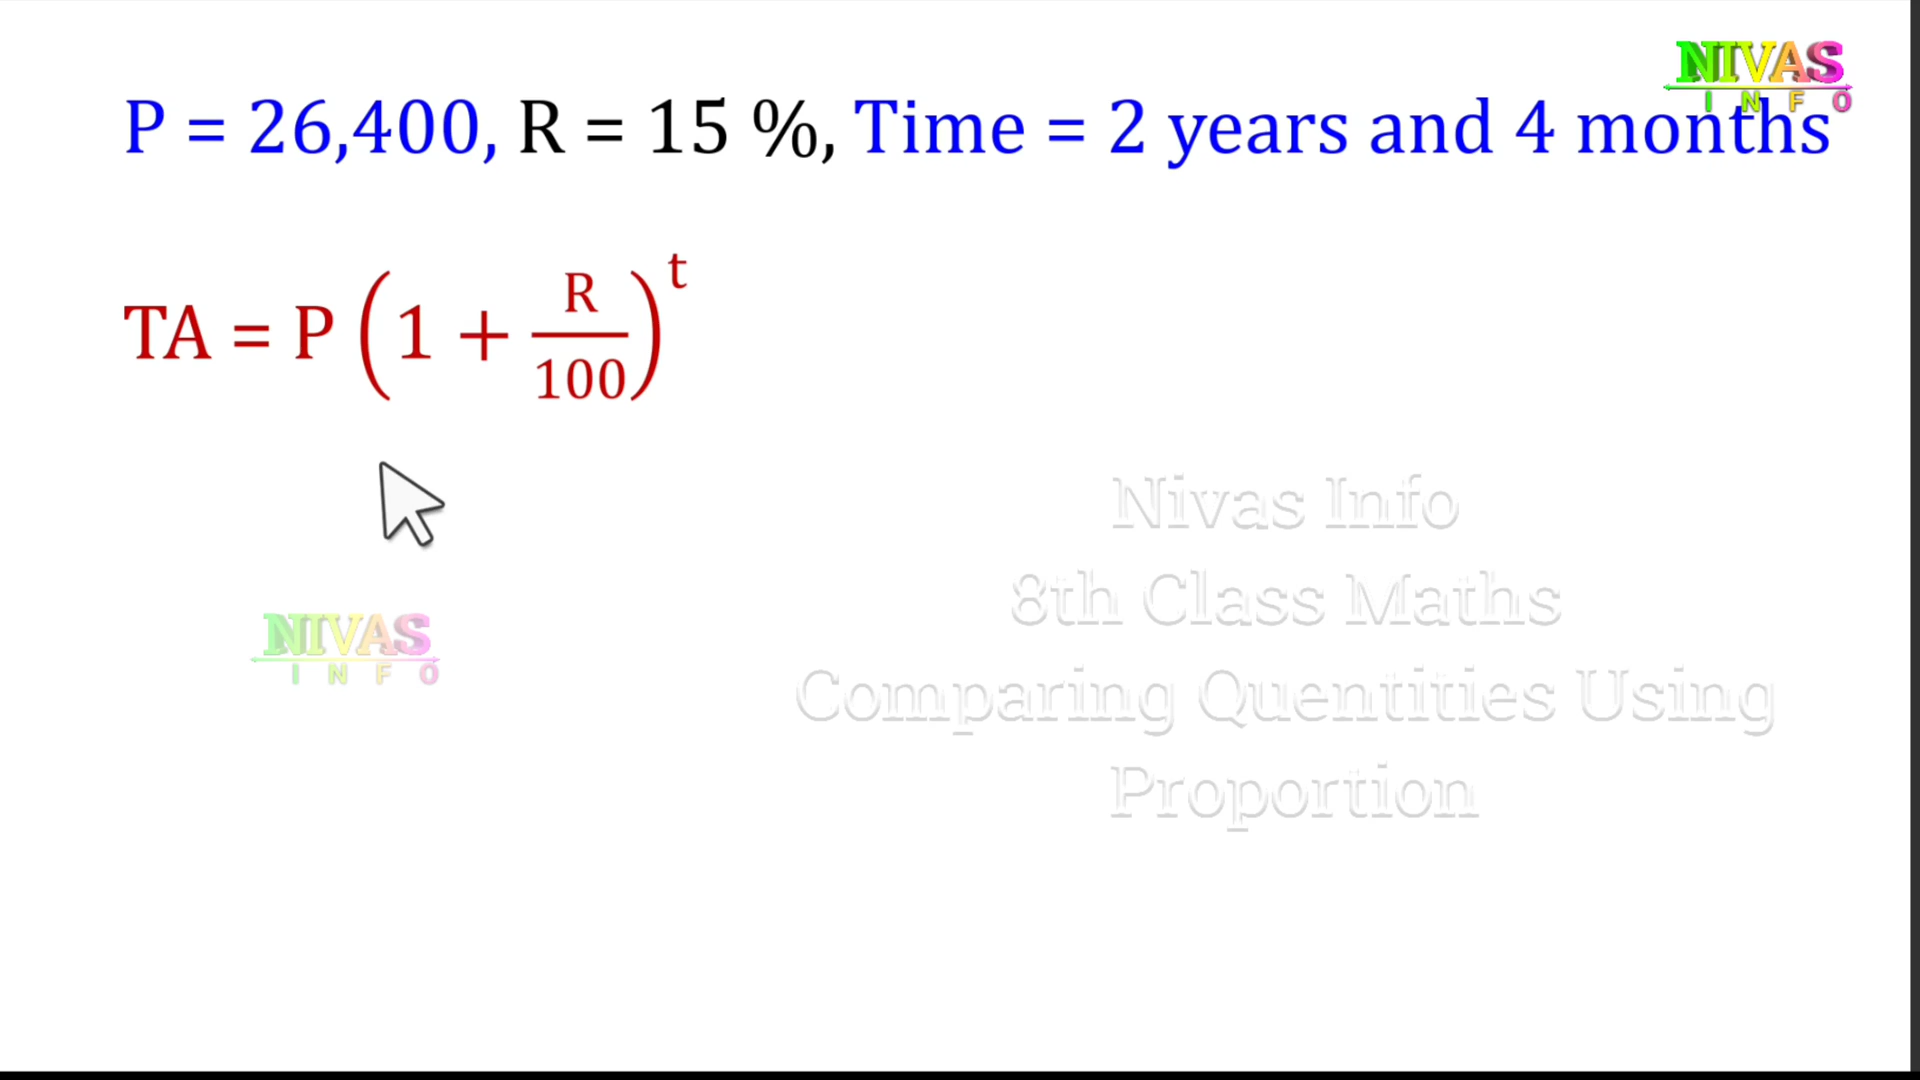 NIVAS
INFO
P = 26,400, R = 15 %, Time = 2 years and 4 months
TA = P (1 + R/100)^t
Nivas Info
8th Class Maths
Comparing Quentities Using
Proportion
NIVAS
INFO